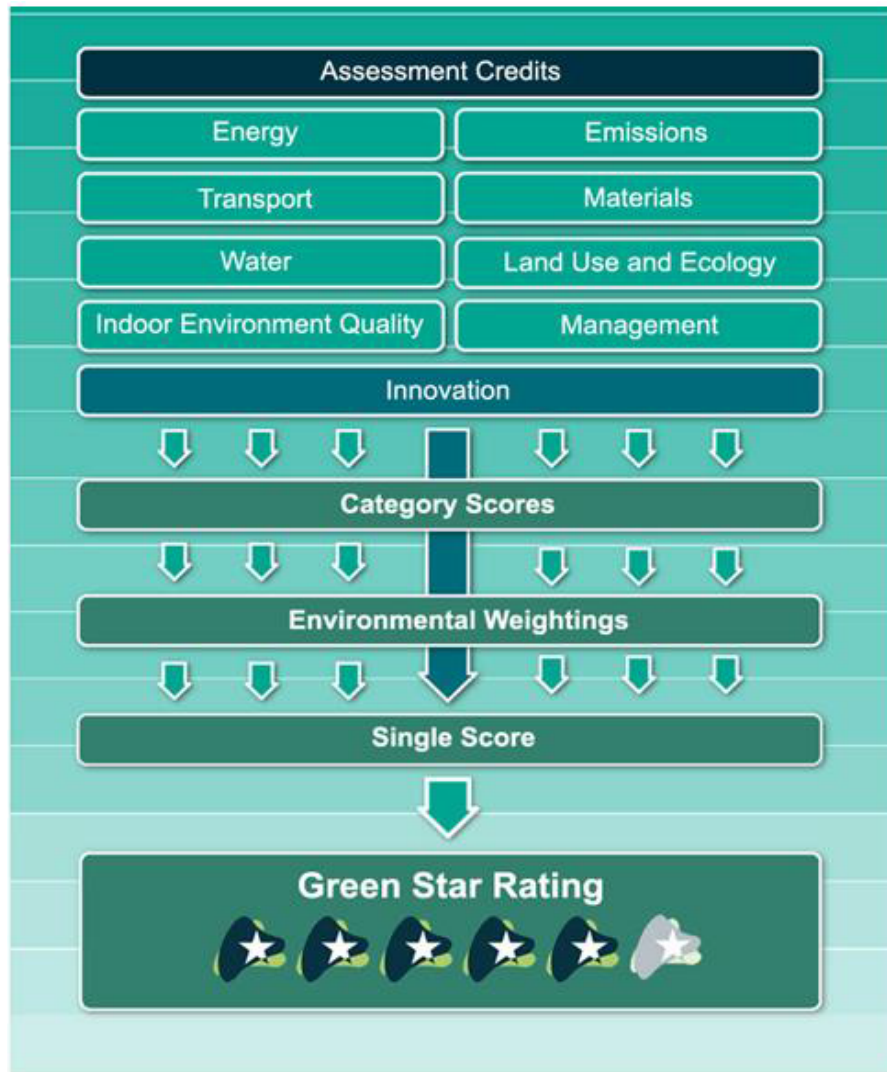 Assessment Credits
Energy
Emissions
Transport
Materials
Water
Land Use and Ecology
Indoor Environment Quality
Management
Innovation
Category Scores
Environmental Weightings
Single Score
Green Star Rating